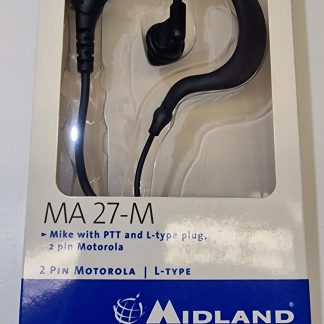 MA 27-M
► Mike with PTT and L-type plug,
2 pin Motorola
2 PIN MOTOROLA | L-TYPE
MIDLAND®